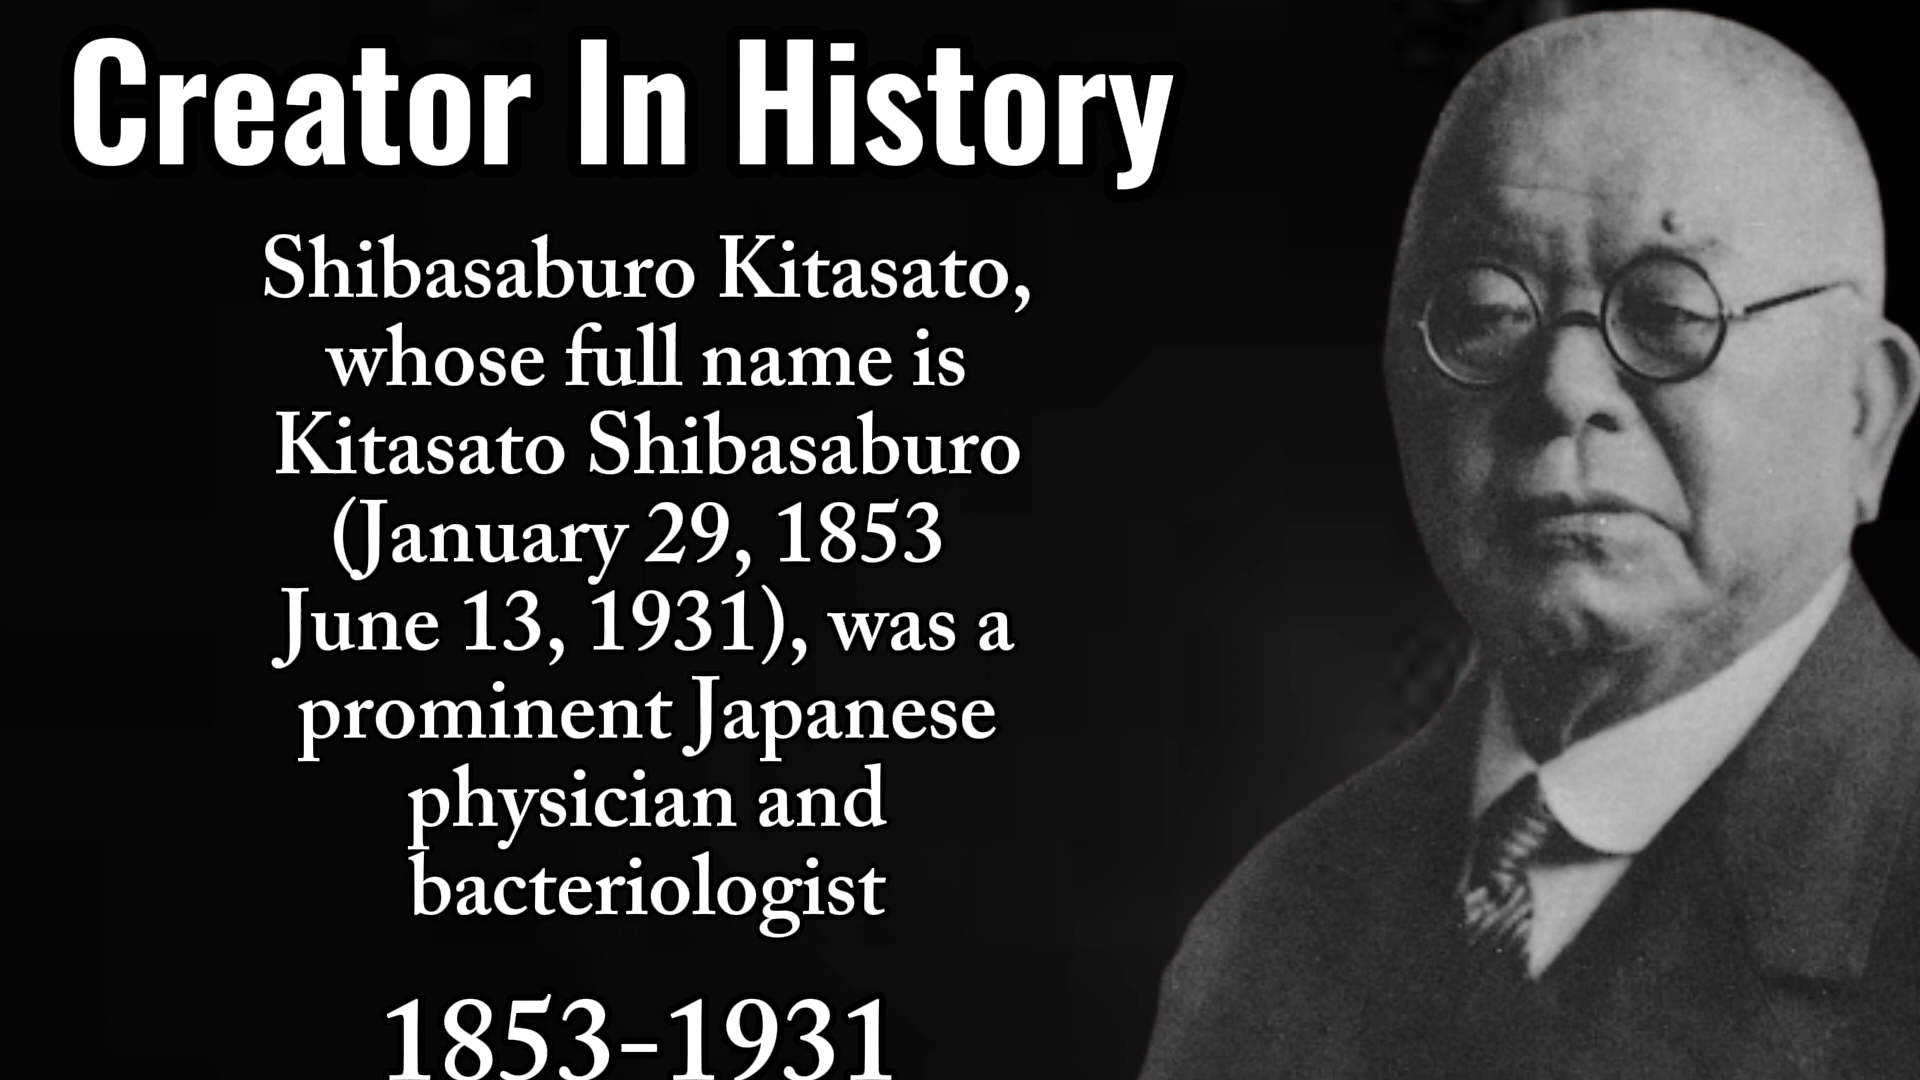 Creator In History
Shibasaburo Kitasato,
whose full name is
Kitasato Shibasaburo
(January 29, 1853
June 13, 1931), was a
prominent Japanese
physician and
bacteriologist
1853-1931